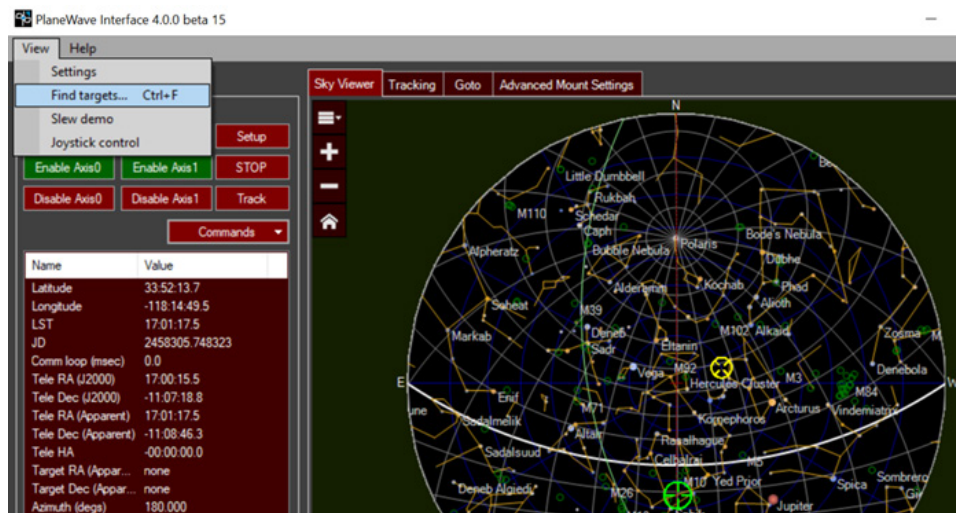 PlaneWave Interface 4.0.0 beta 15
View Help
Settings
Find targets... Ctrl+F
Slew demo
Joystick control
Setup
Enable Axis0 Enable Axis1 STOP
Disable Axis0 Disable Axis1 Track
Commands
Name Value
Latitude 33:52:13.7
Longitude -118:14:49.5
LST 17:01:17.5
JD 2458305.748323
Comm loop (msec) 0.0
Tele RA (J2000) 17:00:15.5
Tele Dec (J2000) -11:07:18.8
Tele RA (Apparent) 17:01:17.5
Tele Dec (Apparent) -11:08:46.3
Tele HA -00:00:00.0
Target RA (Appar... none
Target Dec (Appar... none
Azimuth (degs) 180.000
Sky Viewer Tracking Goto Advanced Mount Settings
N
Be
Little Dumbbell
Rukbah
M110 Schedar
Caph
Bode's Nebula
Alpheratz Bubble Nebula Polaris
Dubhe
Alderamin Kochab Phad
Scheat Alioth
M39
Markab Deneb M102 Alkaid Zosma M
Sadr Eltanin
Vega M92 Denebola
E Hercules Cluster M3 M84 W
une Enif M71 Arcturus Vindemiatrix
Sadalmelik Kornephoros
Altair Rasalhague
Sadalsuud Celbalrai M5
M10 Yed Prior Sombrero
Deneb Algiedi M26 Spica Gi
Jupiter